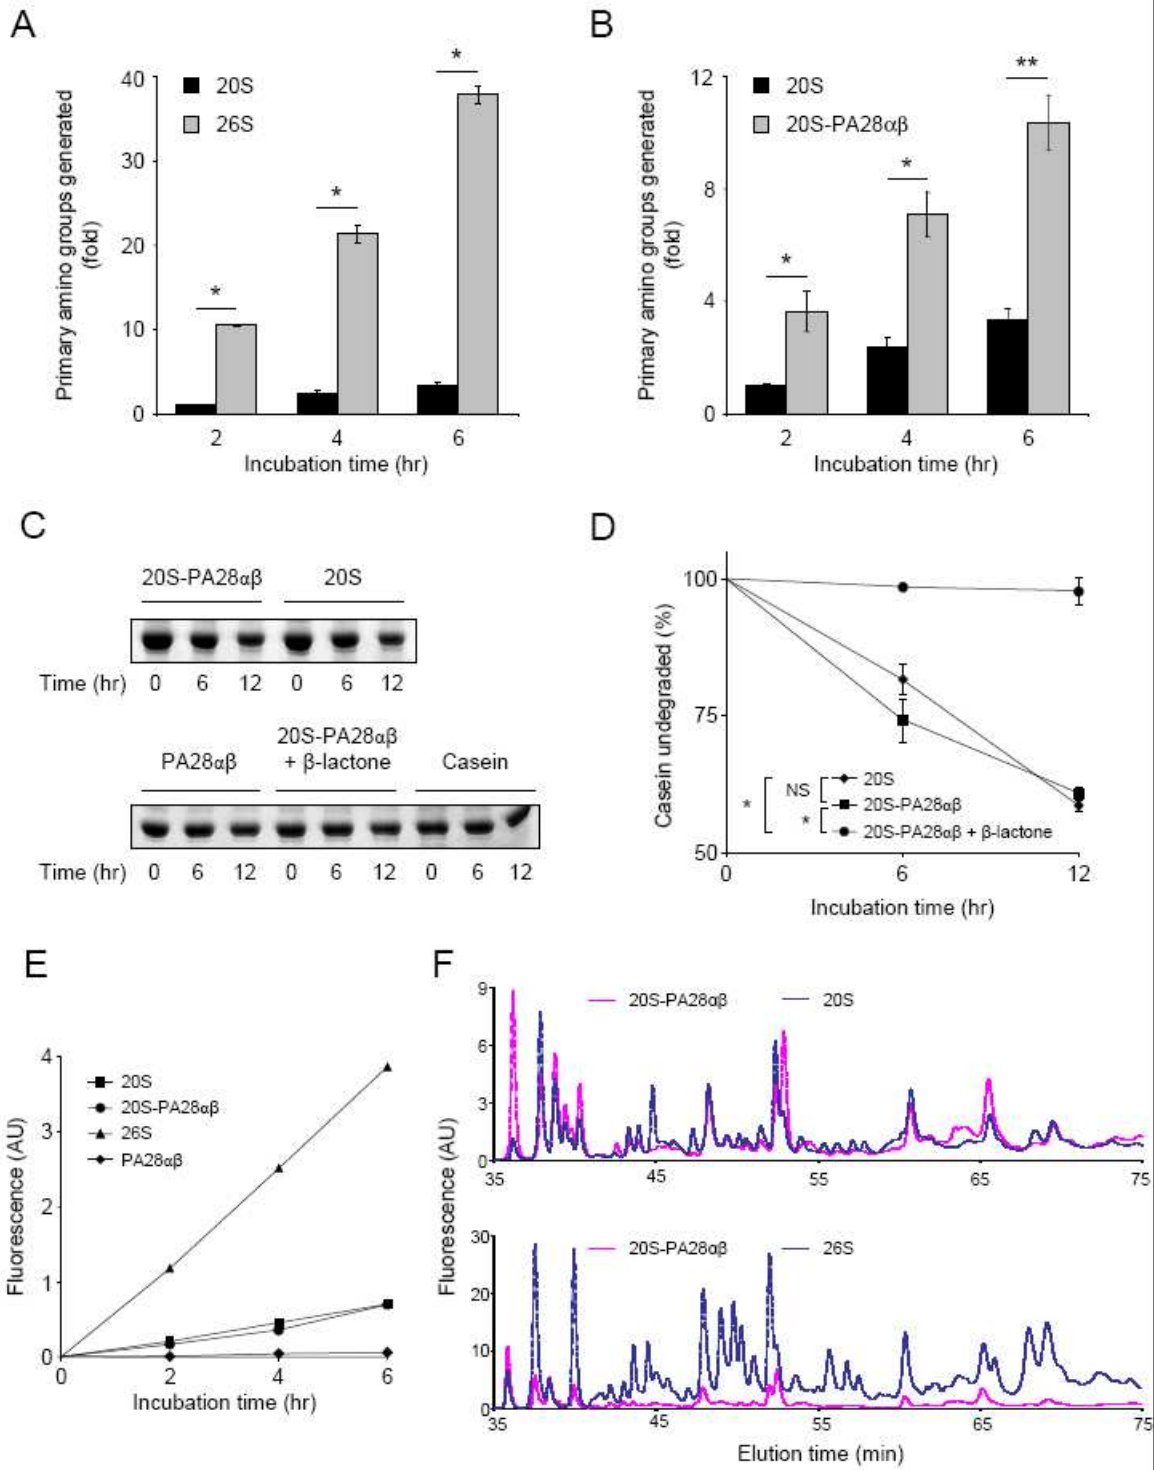 A
Primary amino groups generated
(fold)
40
30
20
10
0
20S
26S
*
*
*
2
4
6
Incubation time (hr)
B
Primary amino groups generated
(fold)
12
8
4
0
20S
20S-PA28αβ
*
*
**
2
4
6
Incubation time (hr)
C
20S-PA28αβ 20S
Time (hr) 0 6 12 0 6 12
20S-PA28αβ
PA28αβ + β-lactone Casein
Time (hr) 0 6 12 0 6 12 0 6 12
D
Casein undegraded (%)
100
75
50
* NS 20S
20S-PA28αβ
* 20S-PA28αβ + β-lactone
0 6 12
Incubation time (hr)
E
Fluorescence (AU)
4
3
2
1
0
20S
20S-PA28αβ
26S
PA28αβ
0 2 4 6
Incubation time (hr)
F
Fluorescence (AU)
9
6
3
0
20S-PA28αβ 20S
35 45 55 65 75
30
20
10
0
20S-PA28αβ 26S
35 45 55 65 75
Elution time (min)